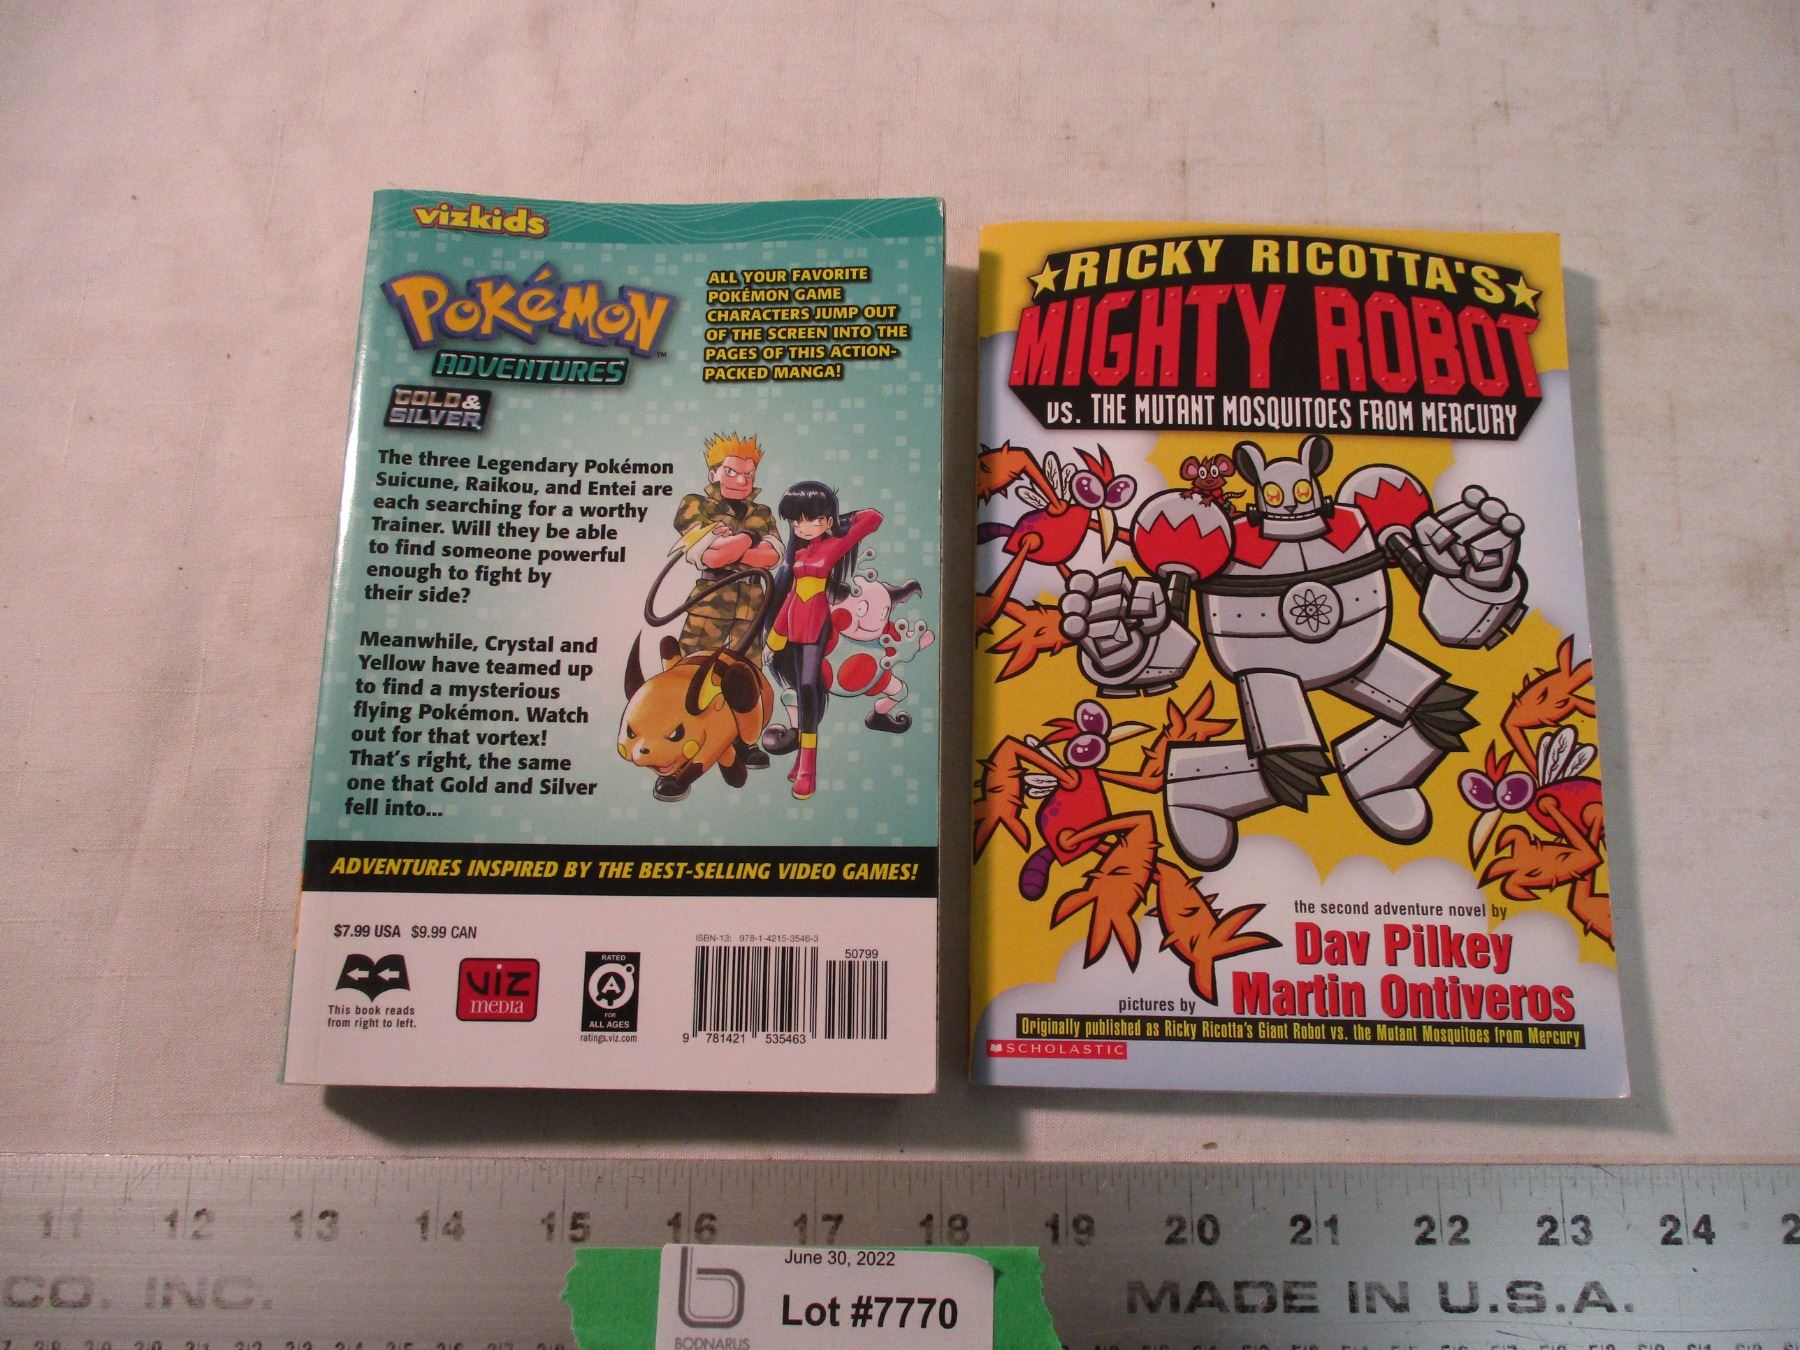 vizkids
POKÉMON
ADVENTURES
GOLD &
SILVER
ALL YOUR FAVORITE
POKÉMON GAME
CHARACTERS JUMP OUT
OF THE SCREEN INTO THE
PAGES OF THIS ACTION-
PACKED MANGA!
The three Legendary Pokémon
Suicune, Raikou, and Entei are
each searching for a worthy
Trainer. Will they be able
to find someone powerful
enough to fight by
their side?
Meanwhile, Crystal and
Yellow have teamed up
to find a mysterious
flying Pokémon. Watch
out for that vortex!
That's right, the same
one that Gold and Silver
fell into...
ADVENTURES INSPIRED BY THE BEST-SELLING VIDEO GAMES!
$7.99 USA $9.99 CAN
This book reads
from right to left.
VIZ
MEDIA
RATED
A
FOR
ALL AGES
ratings.viz.com
ISBN-13: 978-1-4215-3546-3
50799
9 781421 535463
RICKY RICOTTA'S
MIGHTY ROBOT
VS. THE MUTANT MOSQUITOES FROM MERCURY
the second adventure novel by
Dav Pilkey
pictures by Martin Ontiveros
Originally published as Ricky Ricotta's Giant Robot vs. the Mutant Mosquitoes from Mercury
SCHOLASTIC
11 12 13 14 15 16 17 18 19 20 21 22 23 24
CO. INC.
MADE IN U.S.A.
June 30, 2022
Lot #7770
BODNARUS